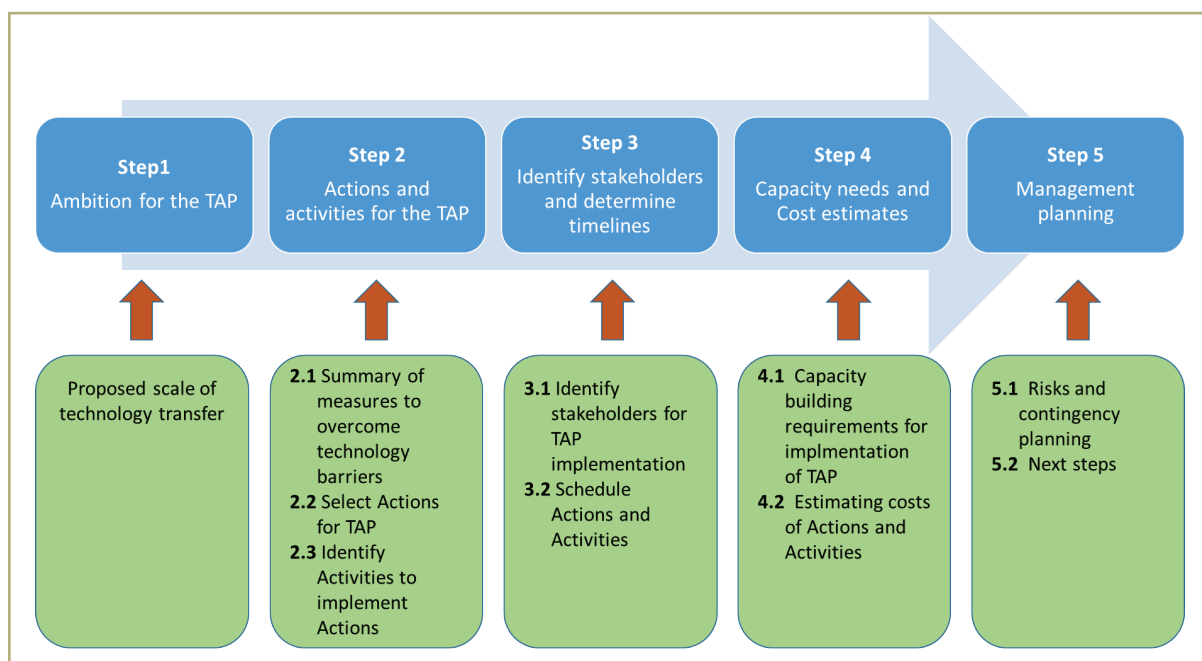 Step1
Ambition for the TAP
Step 2
Actions and
activities for the TAP
Step 3
Identify stakeholders
and determine
timelines
Step 4
Capacity needs and
Cost estimates
Step 5
Management
planning
Proposed scale of
technology transfer
2.1 Summary of
measures to
overcome
technology
barriers
2.2 Select Actions
for TAP
2.3 Identify
Activities to
implement
Actions
3.1 Identify
stakeholders for
TAP
implementation
3.2 Schedule
Actions and
Activities
4.1 Capacity
building
requirements for
implmentation
of TAP
4.2 Estimating costs
of Actions and
Activities
5.1 Risks and
contingency
planning
5.2 Next steps